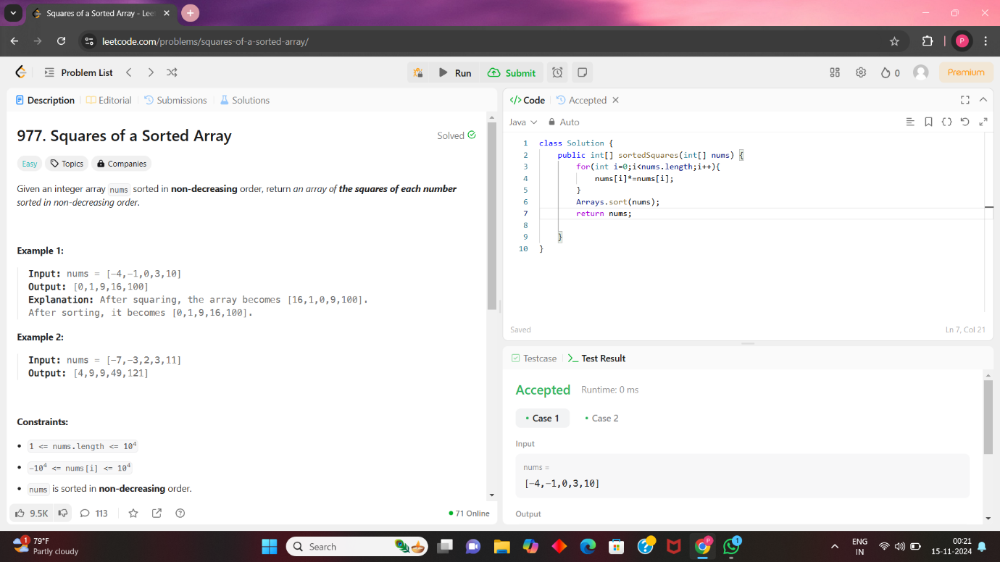 Squares of a Sorted Array - Lee
leetcode.com/problems/squares-of-a-sorted-array/
P
Problem List
Run
Submit
0
Premium
Description
Editorial
Submissions
Solutions
977. Squares of a Sorted Array
Solved
Easy
Topics
Companies
Given an integer array nums sorted in non-decreasing order, return an array of the squares of each number
sorted in non-decreasing order.
Example 1:
Input: nums = [-4,-1,0,3,10]
Output: [0,1,9,16,100]
Explanation: After squaring, the array becomes [16,1,0,9,100].
After sorting, it becomes [0,1,9,16,100].
Example 2:
Input: nums = [-7,-3,2,3,11]
Output: [4,9,9,49,121]
Constraints:
• 1 <= nums.length <= 10⁴
• -10⁴ <= nums[i] <= 10⁴
• nums is sorted in non-decreasing order.
9.5K
113
71 Online
</> Code
Accepted
Java
Auto
1 class Solution {
2 public int[] sortedSquares(int[] nums) {
3 for(int i=0;i<nums.length;i++){
4 nums[i]*=nums[i];
5 }
6 Arrays.sort(nums);
7 return nums;
8
9 }
10 }
Saved
Ln 7, Col 21
Testcase
>_ Test Result
Accepted
Runtime: 0 ms
• Case 1
• Case 2
Input
nums =
[-4,-1,0,3,10]
Output
1
79°F
Partly cloudy
Search
P
1
ENG
IN
00:21
15-11-2024